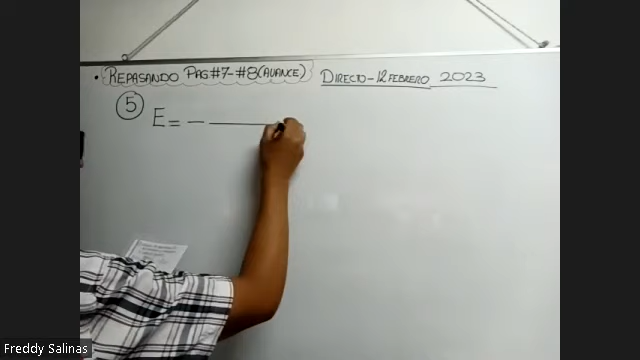 • REPASANDO PAG #7-#8 (AVANCE) DIRECTO - 12 FEBRERO 2023
5 E = -
Freddy Salinas